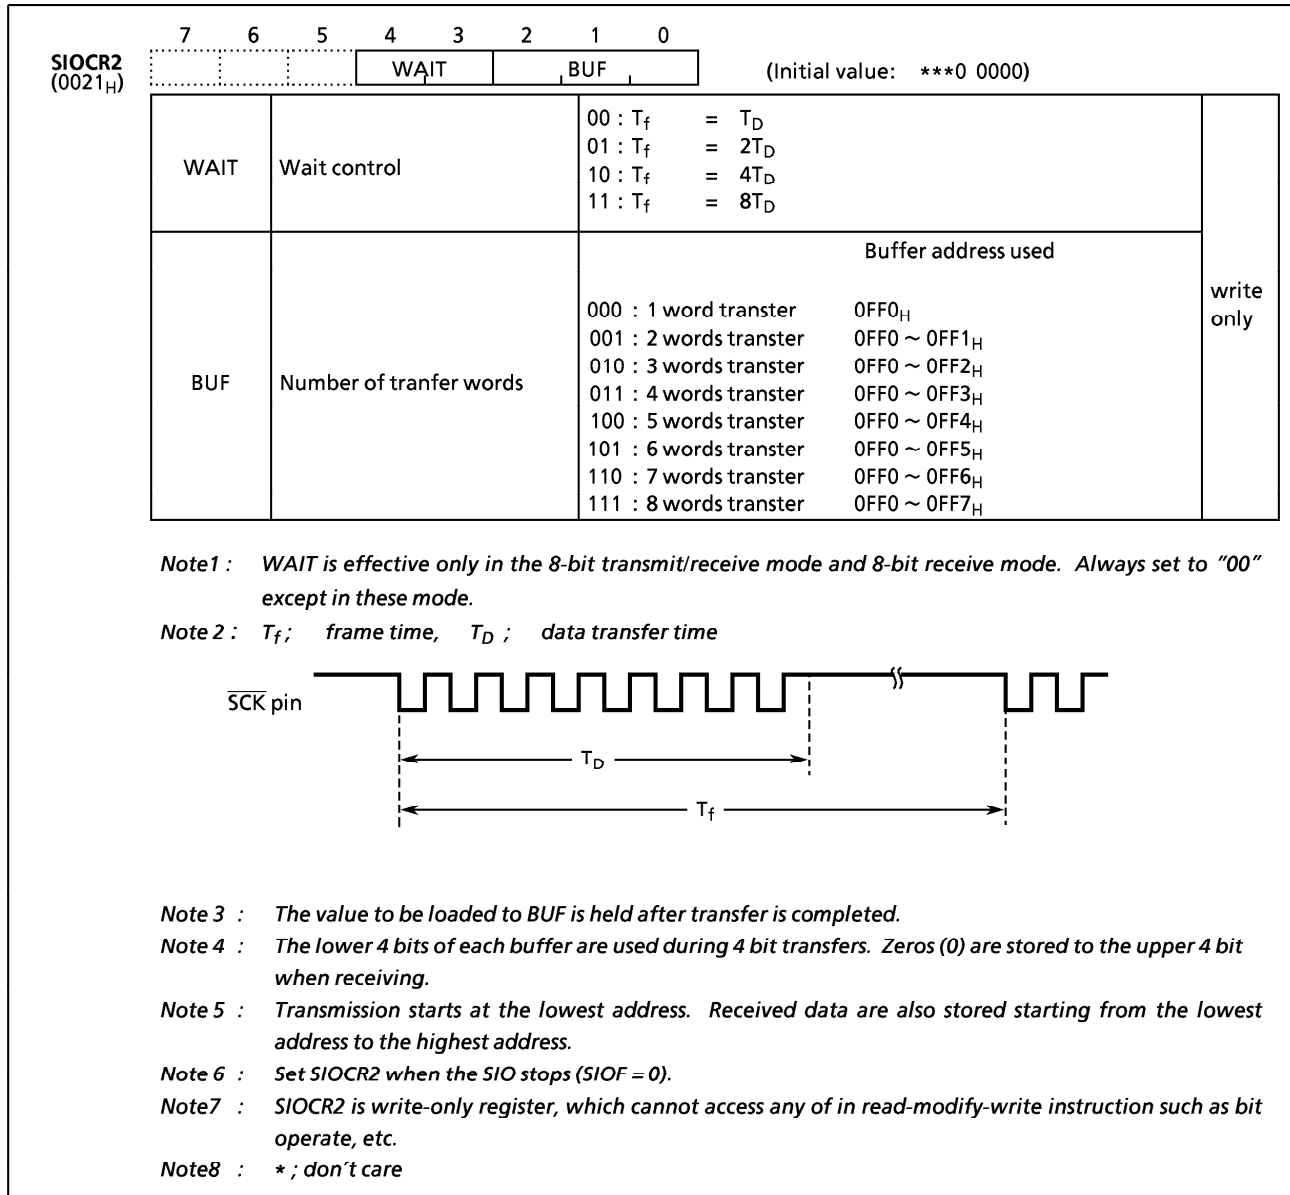 7 6 5 4 3 2 1 0
SIOCR2 WAIT BUF (Initial value: ***0 0000)
(0021H)
00 : Tf = TD
01 : Tf = 2TD
WAIT Wait control 10 : Tf = 4TD
11 : Tf = 8TD
Buffer address used
write
only
000 : 1 word transter 0FF0H
001 : 2 words transter 0FF0 ~ 0FF1H
010 : 3 words transter 0FF0 ~ 0FF2H
BUF Number of tranfer words 011 : 4 words transter 0FF0 ~ 0FF3H
100 : 5 words transter 0FF0 ~ 0FF4H
101 : 6 words transter 0FF0 ~ 0FF5H
110 : 7 words transter 0FF0 ~ 0FF6H
111 : 8 words transter 0FF0 ~ 0FF7H
Note1 : WAIT is effective only in the 8-bit transmit/receive mode and 8-bit receive mode. Always set to "00"
except in these mode.
Note 2 : Tf ; frame time, TD ; data transfer time
SCK pin
TD
Tf
Note 3 : The value to be loaded to BUF is held after transfer is completed.
Note 4 : The lower 4 bits of each buffer are used during 4 bit transfers. Zeros (0) are stored to the upper 4 bit
when receiving.
Note 5 : Transmission starts at the lowest address. Received data are also stored starting from the lowest
address to the highest address.
Note 6 : Set SIOCR2 when the SIO stops (SIOF = 0).
Note7 : SIOCR2 is write-only register, which cannot access any of in read-modify-write instruction such as bit
operate, etc.
Note8 : * ; don't care